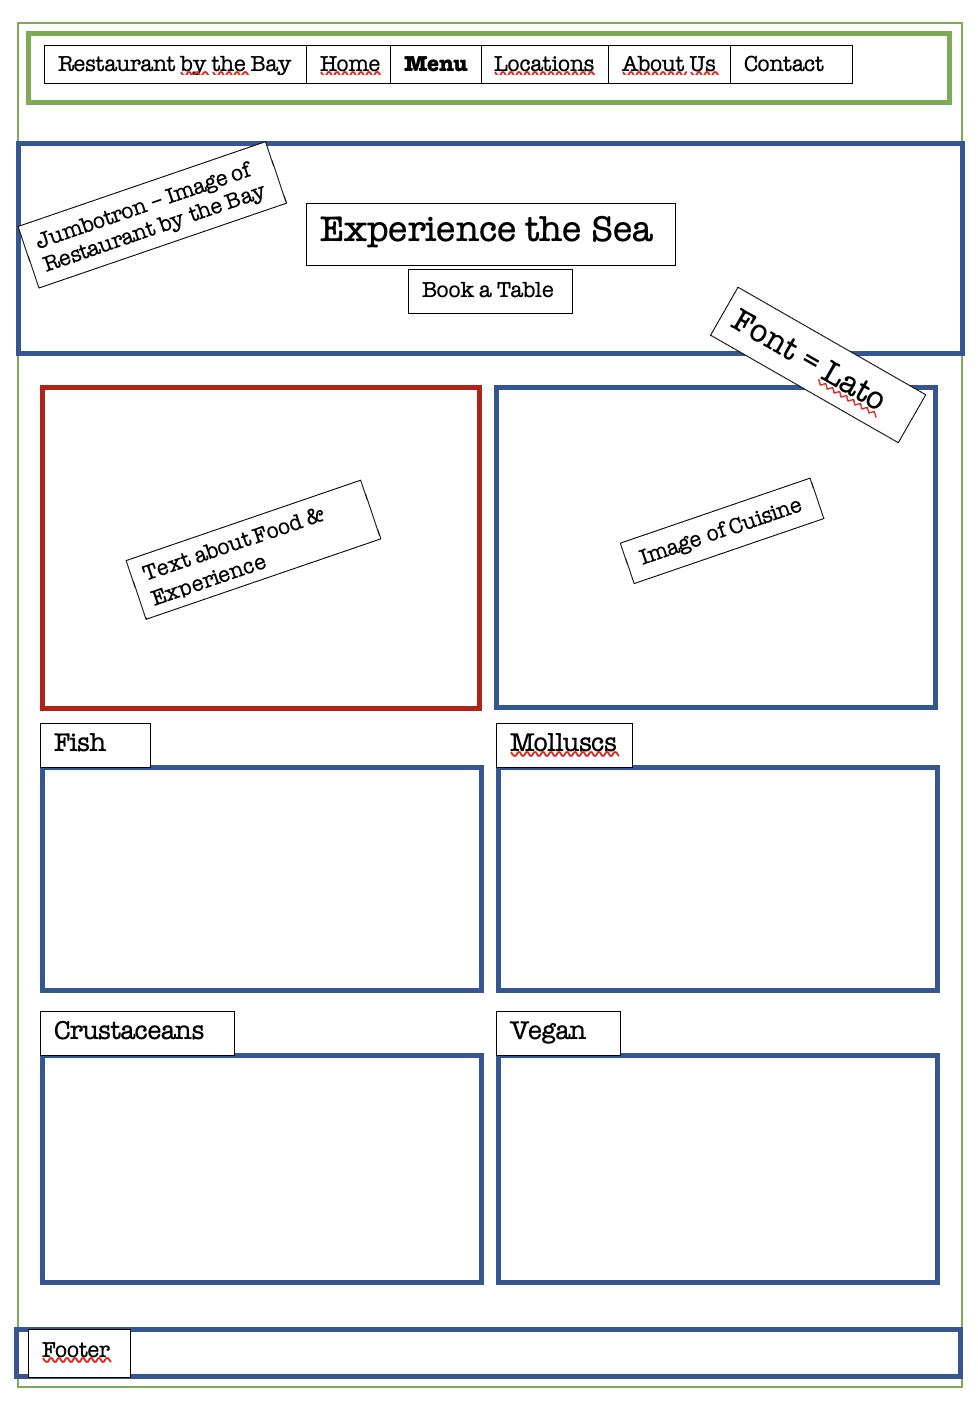 Restaurant by the Bay Home Menu Locations About Us Contact
Jumbotron – Image of
Restaurant by the Bay
Experience the Sea
Book a Table
Font = Lato
Text about Food &
Experience
Image of Cuisine
Fish
Molluscs
Crustaceans
Vegan
Footer